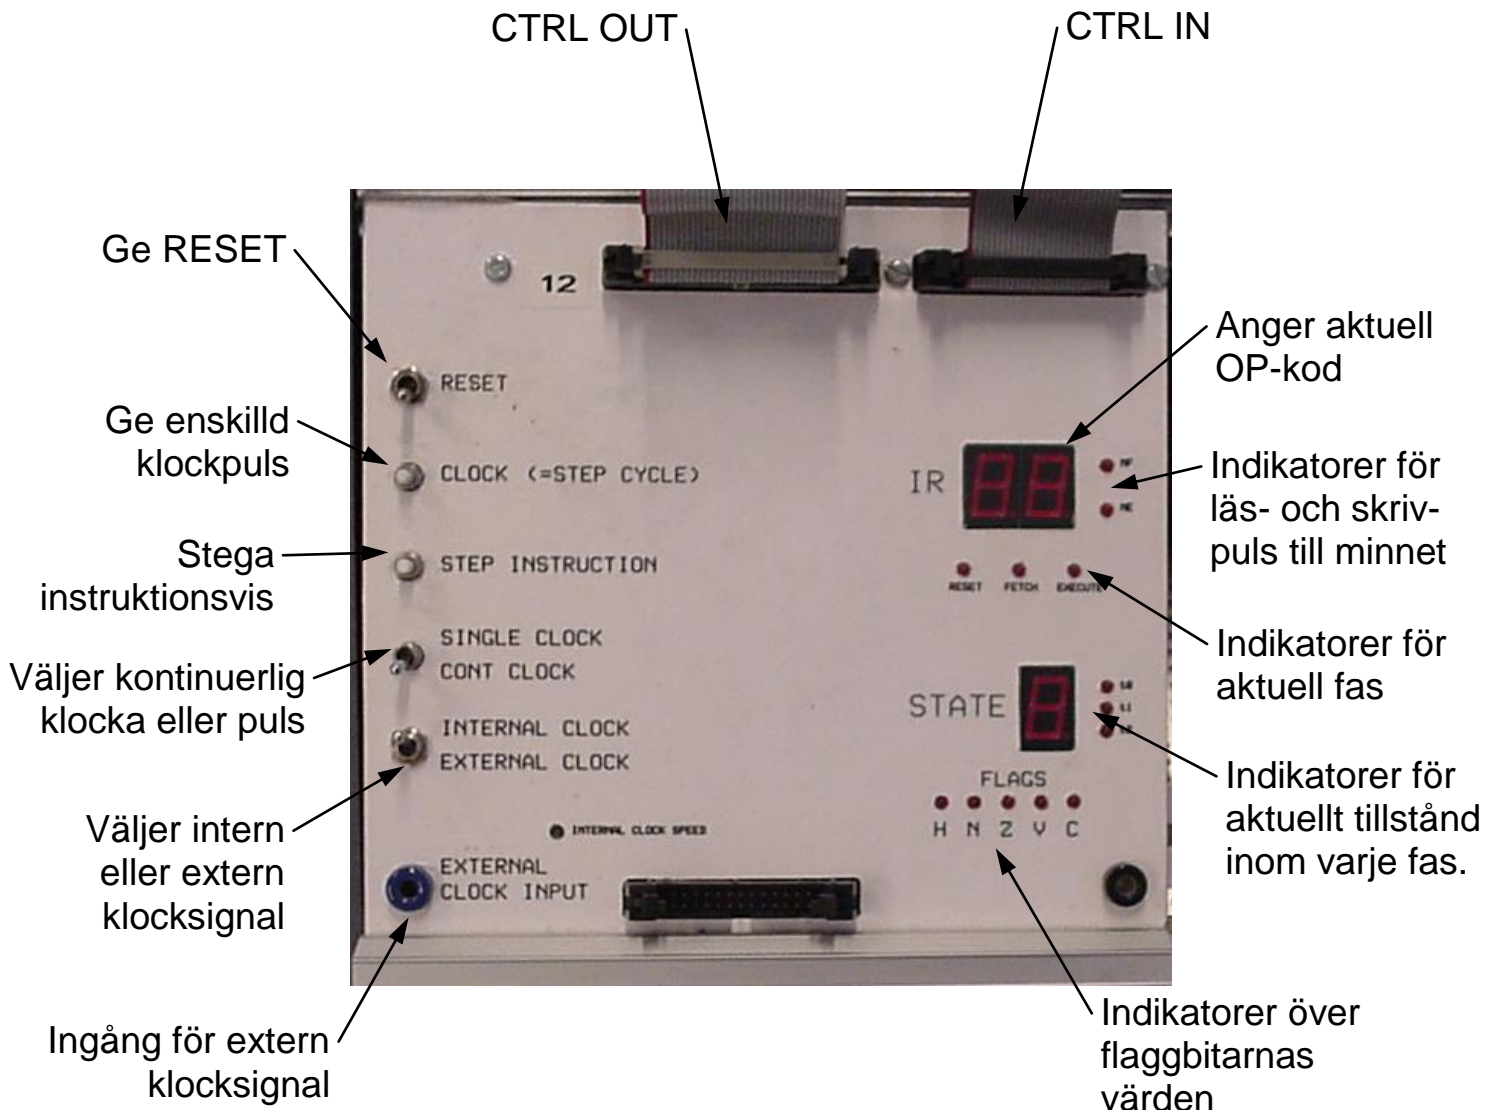 CTRL OUT
CTRL IN
Ge RESET
12
Anger aktuell
OP-kod
RESET
Ge enskilld
klockpuls
CLOCK (=STEP CYCLE)
IR
Indikatorer för
läs- och skriv-
puls till minnet
Stega
instruktionsvis
STEP INSTRUCTION
RESET FETCH EXECUTE
SINGLE CLOCK
CONT CLOCK
Väljer kontinuerlig
klocka eller puls
Indikatorer för
aktuell fas
STATE
INTERNAL CLOCK
EXTERNAL CLOCK
FLAGS
H N Z V C
Indikatorer för
aktuellt tillstånd
inom varje fas.
Väljer intern
eller extern
klocksignal
INTERNAL CLOCK SPEED
EXTERNAL
CLOCK INPUT
Ingång för extern
klocksignal
Indikatorer över
flaggbitarnas
värden